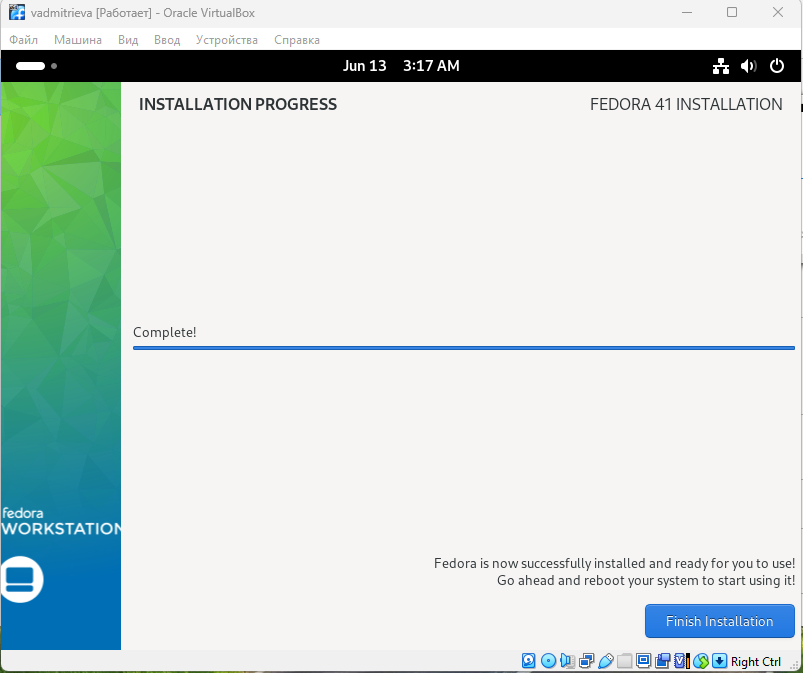 vadmitrieva [Работает] - Oracle VirtualBox
Файл Машина Вид Ввод Устройства Справка
Jun 13 3:17 AM
INSTALLATION PROGRESS
FEDORA 41 INSTALLATION
Complete!
fedora
WORKSTATION
Fedora is now successfully installed and ready for you to use!
Go ahead and reboot your system to start using it!
Finish Installation
Right Ctrl